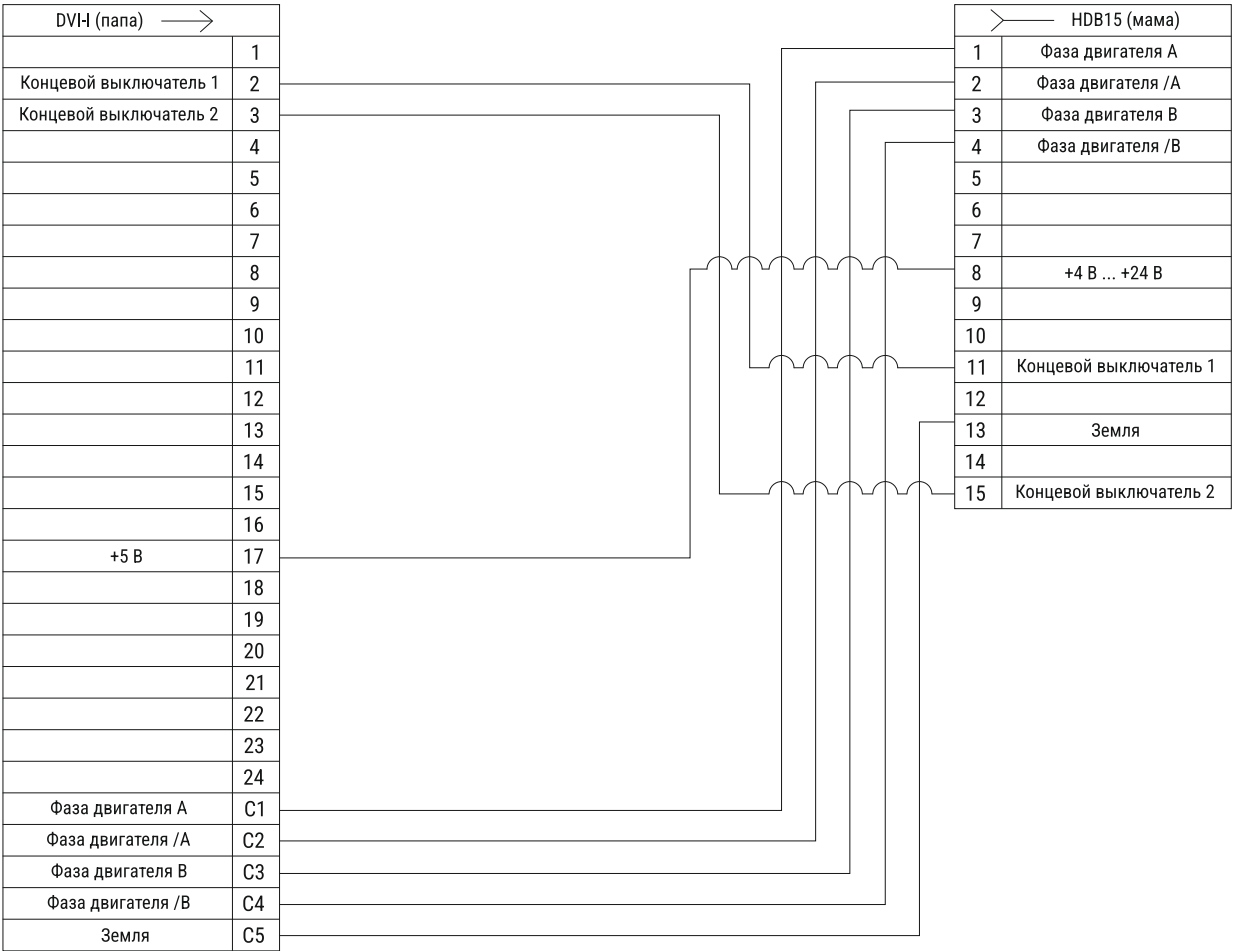 DVI-I (папа)
1
Концевой выключатель 1 2
Концевой выключатель 2 3
4
5
6
7
8
9
10
11
12
13
14
15
16
+5 В 17
18
19
20
21
22
23
24
Фаза двигателя A C1
Фаза двигателя /A C2
Фаза двигателя B C3
Фаза двигателя /B C4
Земля C5
HDB15 (мама)
1 Фаза двигателя A
2 Фаза двигателя /A
3 Фаза двигателя B
4 Фаза двигателя /B
5
6
7
8 +4 В ... +24 В
9
10
11 Концевой выключатель 1
12
13 Земля
14
15 Концевой выключатель 2